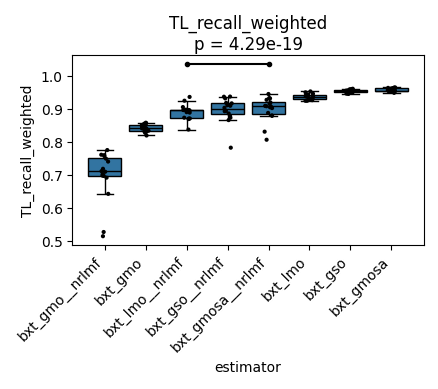 TL_recall_weighted
p = 4.29e-19
TL_recall_weighted
1.0
0.9
0.8
0.7
0.6
0.5
bxt_gmo__nrlmf
bxt_gmo
bxt_lmo__nrlmf
bxt_gso__nrlmf
bxt_gmosa__nrlmf
bxt_lmo
bxt_gso
bxt_gmosa
estimator